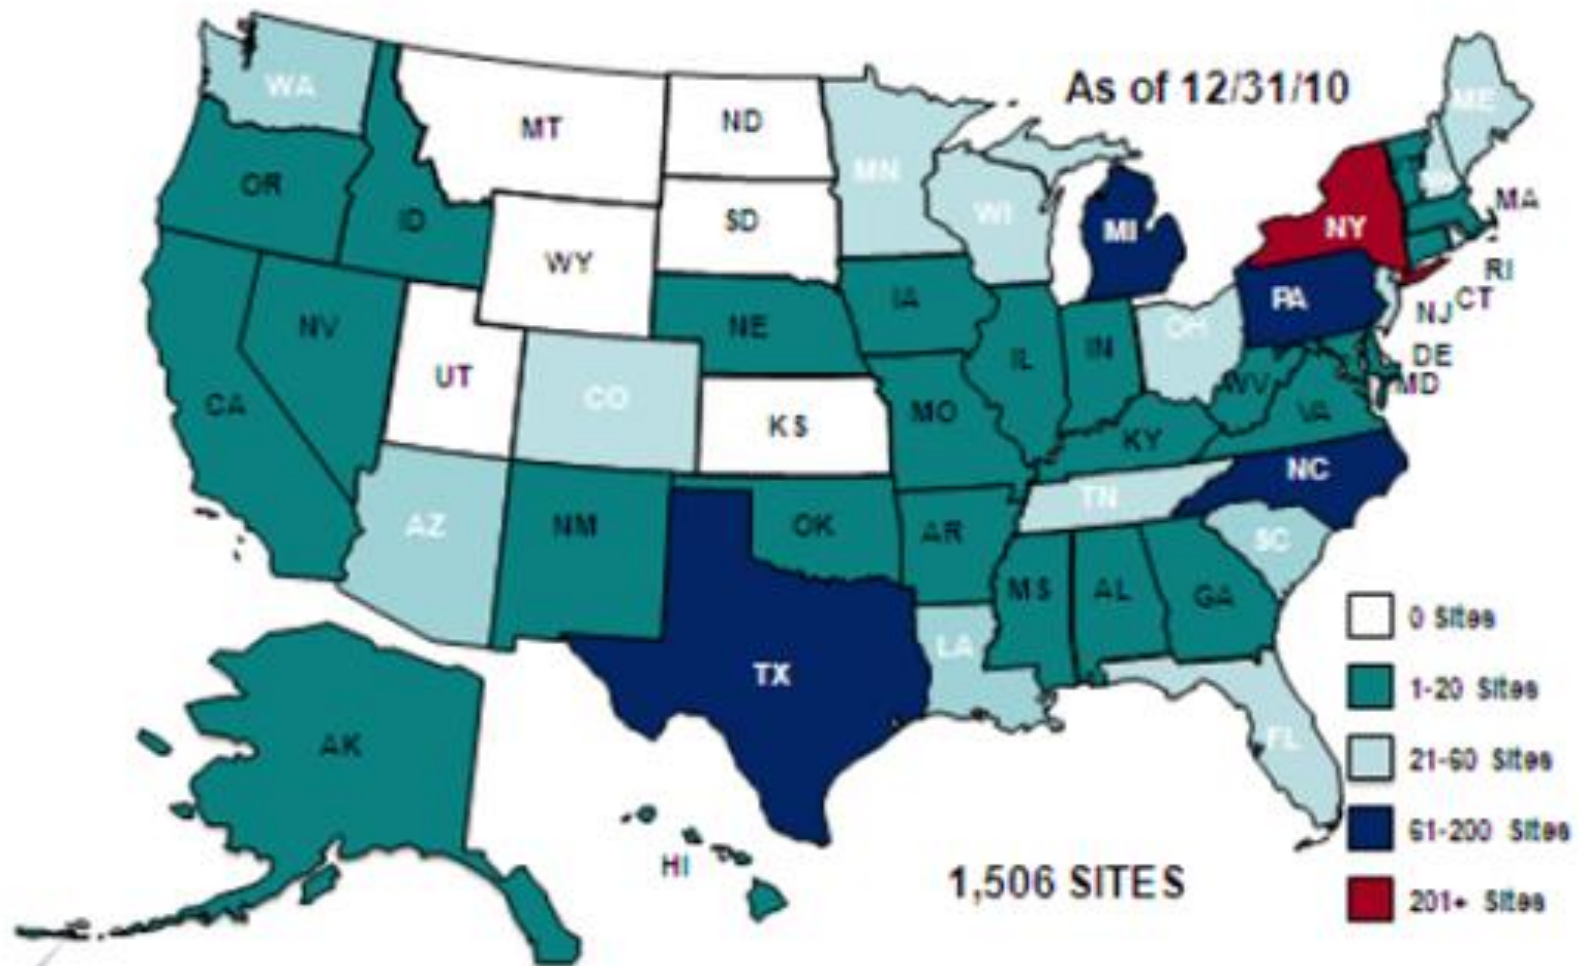 As of 12/31/10
WA
MT
ND
MN
ME
OR
ID
SD
WI
MI
NY
MA
WY
RI
IA
PA
CT
NJ
NV
NE
OH
IN
IL
DE
UT
CO
MD
CA
WV
VA
KS
MO
KY
NC
TN
AZ
NM
OK
AR
SC
MS
AL
GA
LA
TX
FL
AK
HI
0 Sites
1-20 Sites
21-60 Sites
61-200 Sites
201+ Sites
1,506 SITES